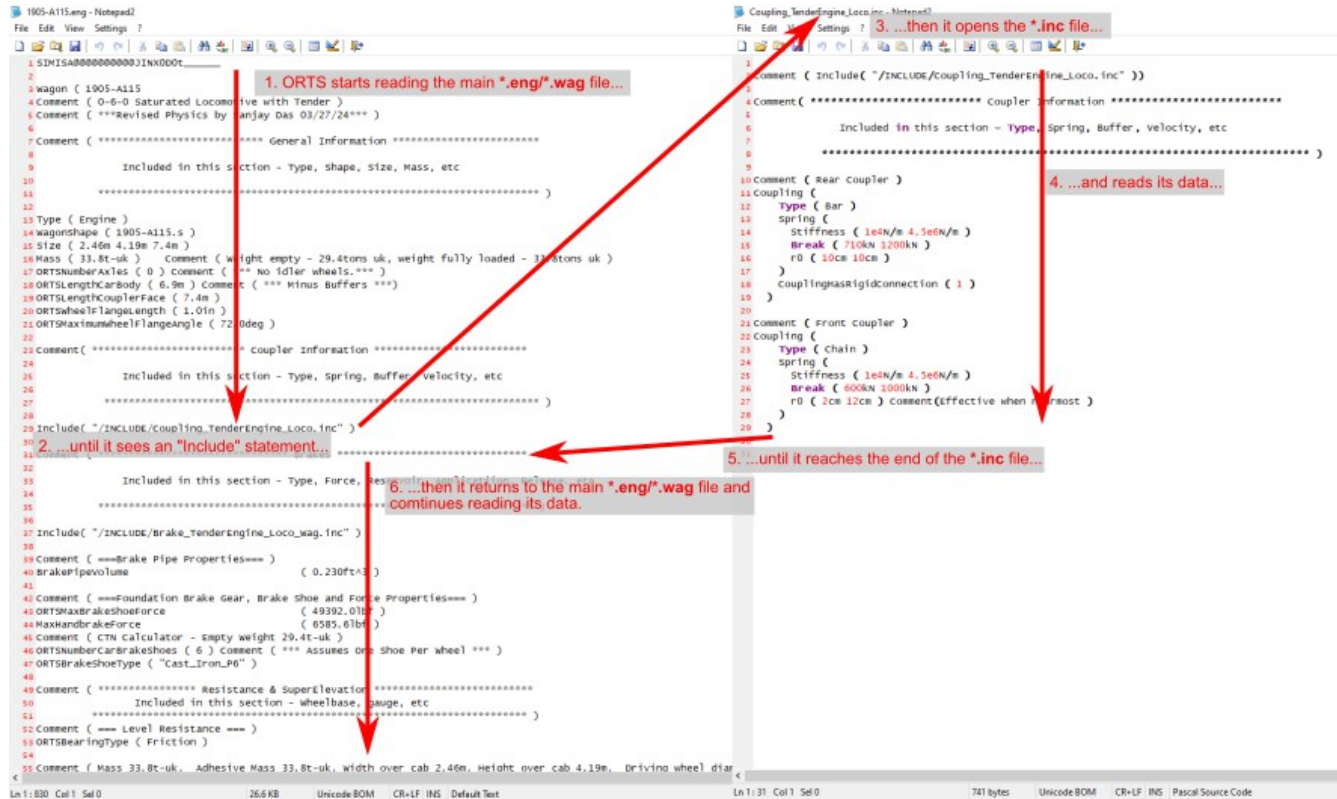 1905-A115.eng - Notepad2
File Edit View Settings ?
1 SIMISA@@@@@@@@@@JINX0D0t______
2
3 Wagon ( 1905-A115
4 Comment ( 0-6-0 Saturated Locomotive with Tender )
5 Comment ( ***Revised Physics by Sanjay Das 03/27/24*** )
6
7 Comment ( ************************* General Information **********************
8
9 Included in this section - Type, Shape, Size, Mass, etc
10
11 ****************************************************************** )
12
13 Type ( Engine )
14 WagonShape ( 1905-A115.s )
15 Size ( 2.46m 4.19m 7.4m )
16 Mass ( 33.8t-uk ) Comment ( Weight empty - 29.4tons uk, weight fully loaded - 33.8tons uk )
17 ORTSNumberAxles ( 0 ) Comment ( *** No idler wheels.*** )
18 ORTSLengthCarBody ( 6.9m ) Comment ( *** Minus Buffers ***)
19 ORTSLengthCouplerFace ( 7.4m )
20 ORTSWheelFlangeLength ( 1.0in )
21 ORTSMaximumWheelFlangeAngle ( 72.0deg )
22
23 Comment( *********************** Coupler Information ***********************
24
25 Included in this section - Type, Spring, Buffer, Velocity, etc
26
27 ***************************************************************** )
28
29 Include( "/INCLUDE/Coupling_TenderEngine_Loco.inc" )
30
31 Comment ( Brakes ****************************
32
33 Included in this section - Type, Force,
34
35
36
37 Include( "/INCLUDE/Brake_TenderEngine_Loco_wag.inc" )
38
39 Comment ( ===Brake Pipe Properties=== )
40 BrakePipeVolume ( 0.230ft^3 )
41
42 Comment ( ===Foundation Brake Gear, Brake Shoe and Force Properties=== )
43 ORTSMaxBrakeShoeForce ( 49392.0lbf )
44 MaxHandbrakeForce ( 6585.6lbf )
45 Comment ( CTN Calculator - Empty Weight 29.4t-uk )
46 ORTSNumberCarBrakeShoes ( 6 ) Comment ( *** Assumes One Shoe Per Wheel *** )
47 ORTSBrakeShoeType ( "Cast_Iron_P6" )
48
49 Comment ( **************** Resistance & SuperElevation ************************
50 Included in this section - Wheelbase, gauge, etc
51 ***************************************************************** )
52 Comment ( === Level Resistance === )
53 ORTSBearingType ( Friction )
54
55 Comment ( Mass 33.8t-uk. Adhesive Mass 33.8t-uk. Width over cab 2.46m. Height over cab 4.19m. Driving wheel
Ln 1 : 830 Col 1 Sel 0 26.6 KB Unicode BOM CR+LF INS Default Text
1. ORTS starts reading the main *.eng/*.wag file...
2. ...until it sees an "Include" statement...
6. ...then it returns to the main *.eng/*.wag file and
comtinues reading its data.
Coupling_TenderEngine_Loco.inc - Notepad2
File Edit View Settings ?
3. ...then it opens the *.inc file...
1
2 Comment ( Include( "/INCLUDE/Coupling_TenderEngine_Loco.inc" ))
3
4 Comment( ************************* Coupler Information *************************
5
6 Included in this section - Type, Spring, Buffer, Velocity, etc
7
8 *********************************************************************** )
9
10 Comment ( Rear Coupler )
11 Coupling (
12 Type ( Bar )
13 Spring (
14 Stiffness ( 1e4N/m 4.5e6N/m )
15 Break ( 710kN 1200kN )
16 r0 ( 10cm 10cm )
17 )
18 CouplingHasRigidConnection ( 1 )
19 )
20
21 Comment ( Front Coupler )
22 Coupling (
23 Type ( Chain )
24 Spring (
25 Stiffness ( 1e4N/m 4.5e6N/m )
26 Break ( 600kN 1000kN )
27 r0 ( 2cm 12cm ) Comment(Effective when rearmost )
28 )
29 )
4. ...and reads its data...
5. ...until it reaches the end of the *.inc file...
Ln 1 : 31 Col 1 Sel 0 741 bytes Unicode BOM CR+LF INS Pascal Source Code